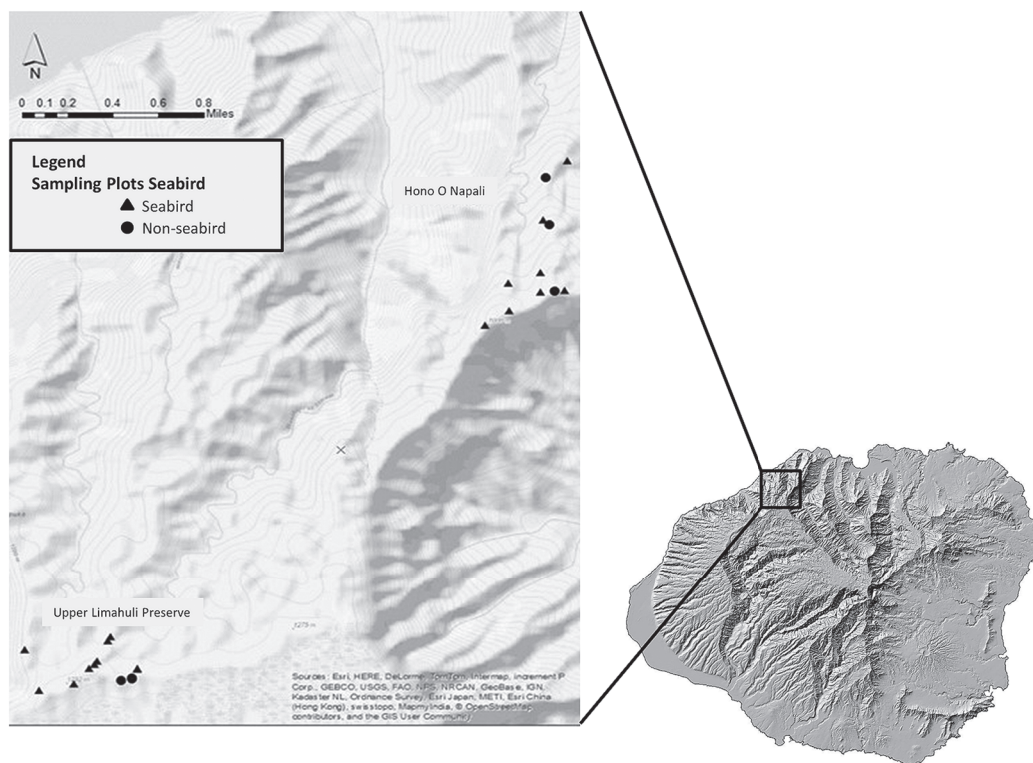 N
0 0.1 0.2 0.4 0.6 0.8
Miles
Legend
Sampling Plots Seabird
Seabird
Non-seabird
Hono O Napali
Upper Limahuli Preserve
1279 m
Sources: Esri, HERE, DeLorme, TomTom, Intermap, increment P
Corp., GEBCO, USGS, FAO, NPS, NRCAN, GeoBase, IGN,
Kadaster NL, Ordnance Survey, Esri Japan, METI, Esri China
(Hong Kong), swisstopo, MapmyIndia, © OpenStreetMap
contributors, and the GIS User Community